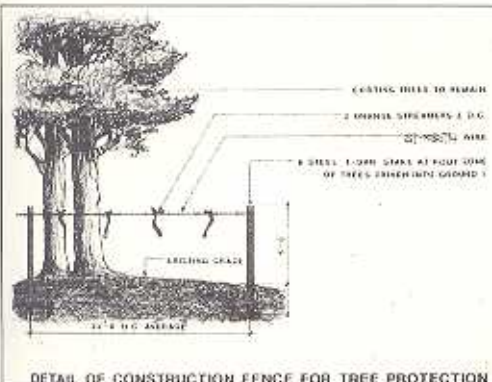 EXISTING TREES TO REMAIN
2 ORANGE STREAMERS 2' O.C.
WIRE
STEEL T-BAR STAKE AT ROOT ZONE
OF TREES DRIVEN INTO GROUND
EXISTING GRADE
O.C. AVERAGE
DETAIL OF CONSTRUCTION FENCE FOR TREE PROTECTION